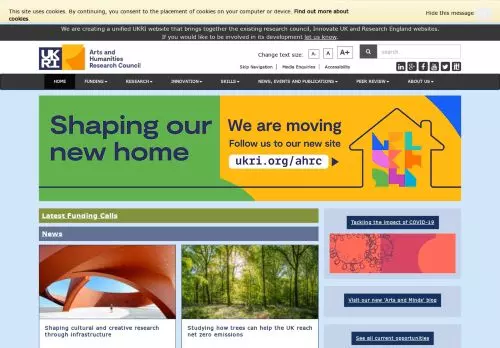 This site uses cookies. By continuing, you consent to the placement of cookies on your computer or device. Find out more about
cookies.
Hide this message
We are creating a unified UKRI website that brings together the existing research council, Innovate UK and Research England websites.
If you would like to be involved in its development let us know.
UK
RI
Arts and
Humanities
Research Council
Change text size:
A-
A
A+
search
Skip Navigation
Media Enquiries
Accessibility
HOME
FUNDING
RESEARCH
INNOVATION
SKILLS
NEWS, EVENTS AND PUBLICATIONS
PEER REVIEW
ABOUT US
Shaping our
new home
We are moving
Follow us to our new site
ukri.org/ahrc
Latest Funding Calls
News
Shaping cultural and creative research
through infrastructure
Studying how trees can help the UK reach
net zero emissions
Tackling the impact of COVID-19
Visit our new 'Arts and Minds' blog
See all current opportunities